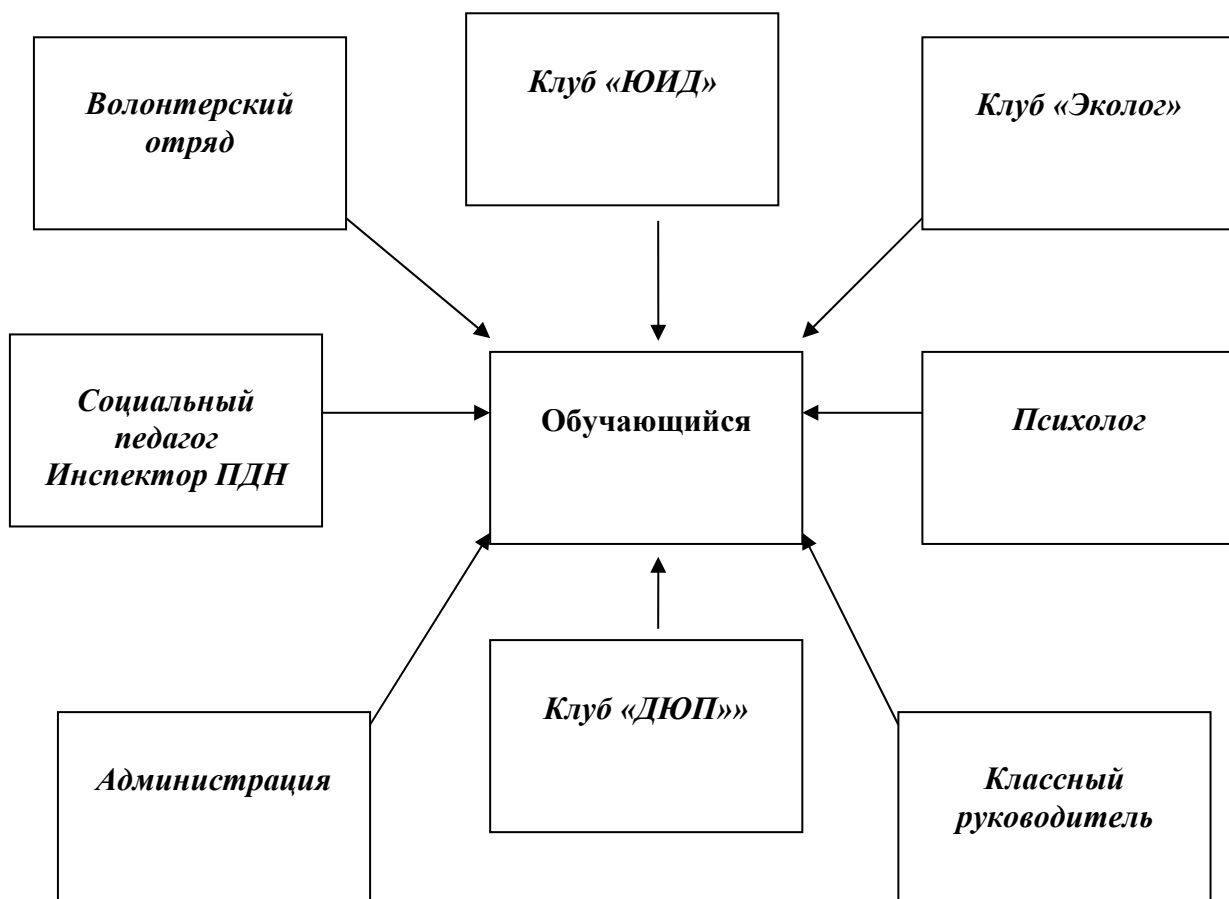 Волонтерский
отряд
Клуб «ЮИД»
Клуб «Эколог»
Социальный
педагог
Инспектор ПДН
Обучающийся
Психолог
Администрация
Клуб «ДЮП»»
Классный
руководитель